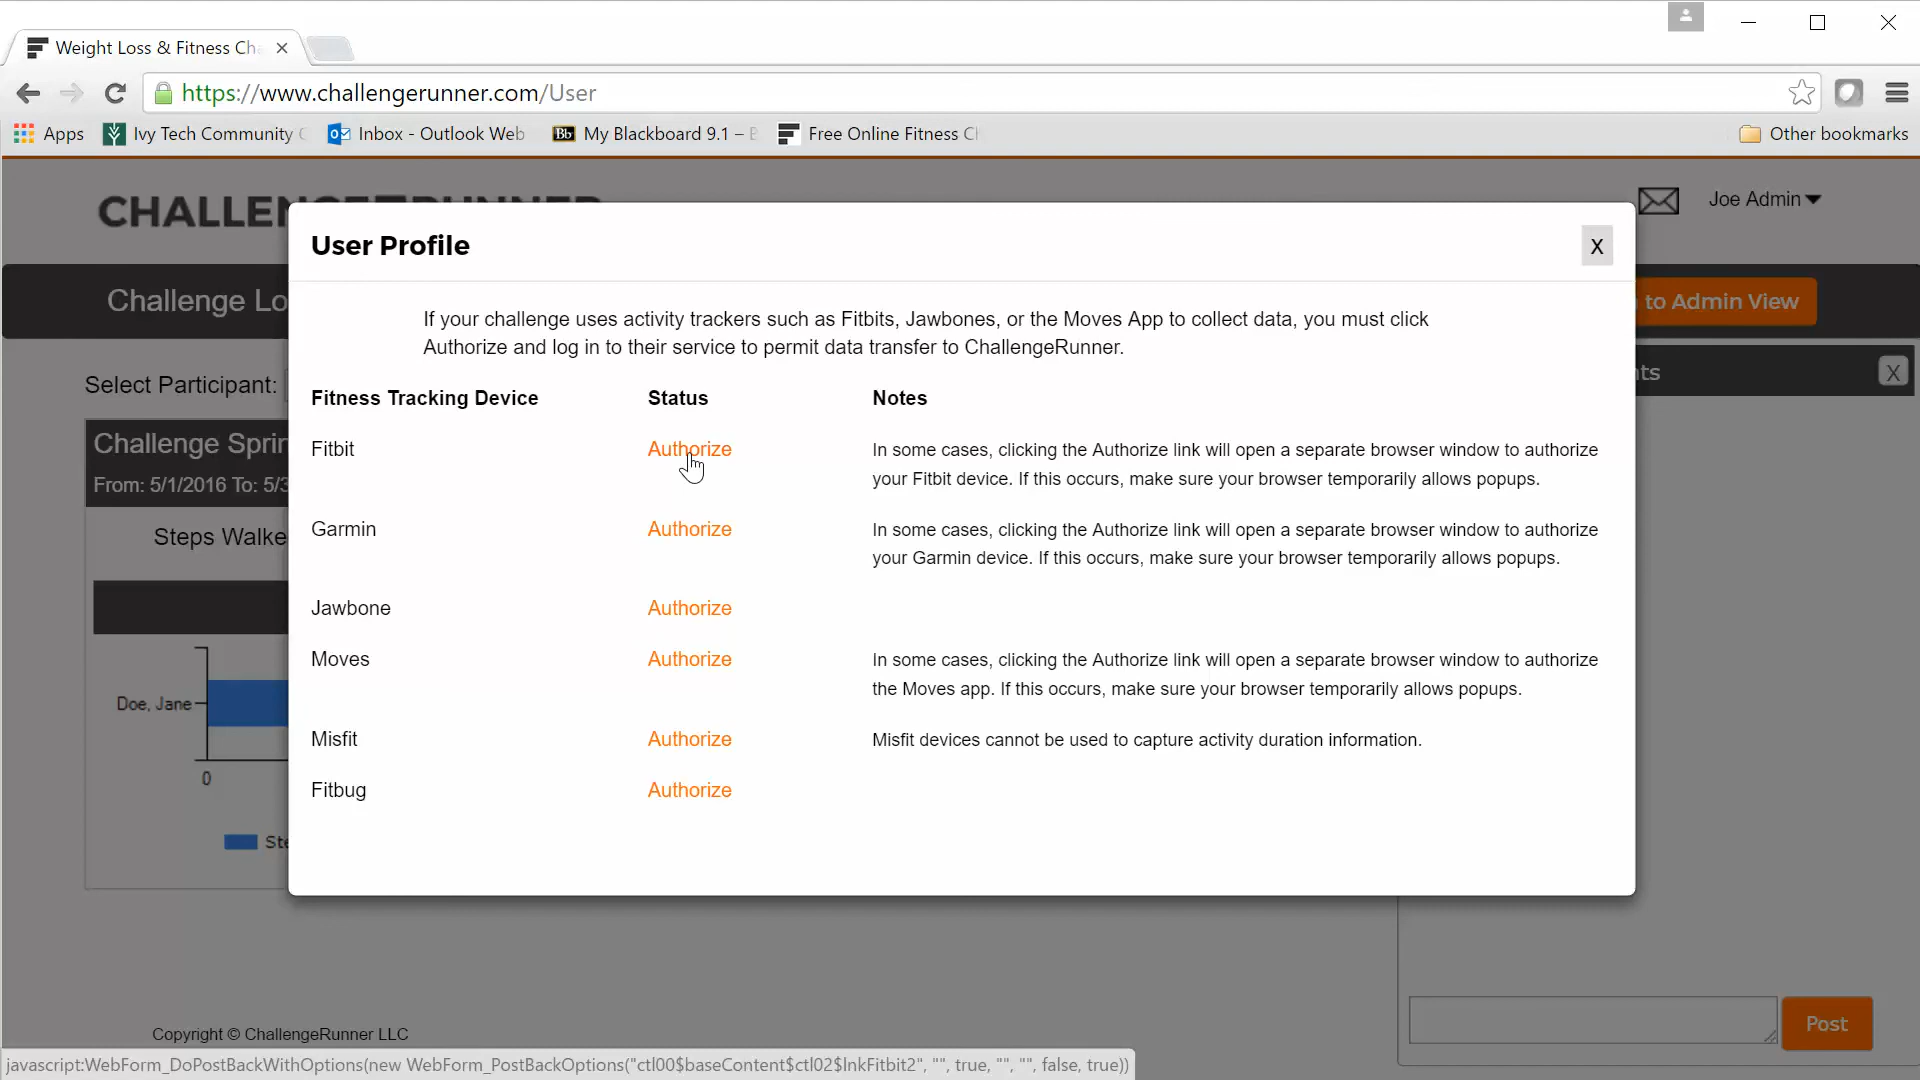 Weight Loss & Fitness Cha
https://www.challengerunner.com/User
Apps
Ivy Tech Community C
Inbox - Outlook Web
Bb My Blackboard 9.1 – B
Free Online Fitness Ch
Other bookmarks
Joe Admin
Challenge Lo
to Admin View
Select Participant:
nts
X
Challenge Sprin
From: 5/1/2016 To: 5/3
Steps Walke
Doe, Jane
0
Ste
User Profile
X
If your challenge uses activity trackers such as Fitbits, Jawbones, or the Moves App to collect data, you must click
Authorize and log in to their service to permit data transfer to ChallengeRunner.
Fitness Tracking Device Status Notes
Fitbit Authorize In some cases, clicking the Authorize link will open a separate browser window to authorize
your Fitbit device. If this occurs, make sure your browser temporarily allows popups.
Garmin Authorize In some cases, clicking the Authorize link will open a separate browser window to authorize
your Garmin device. If this occurs, make sure your browser temporarily allows popups.
Jawbone Authorize
Moves Authorize In some cases, clicking the Authorize link will open a separate browser window to authorize
the Moves app. If this occurs, make sure your browser temporarily allows popups.
Misfit Authorize Misfit devices cannot be used to capture activity duration information.
Fitbug Authorize
Post
Copyright © ChallengeRunner LLC
javascript:WebForm_DoPostBackWithOptions(new WebForm_PostBackOptions("ctl00$baseContent$ctl02$lnkFitbit2", "", true, "", "", false, true))